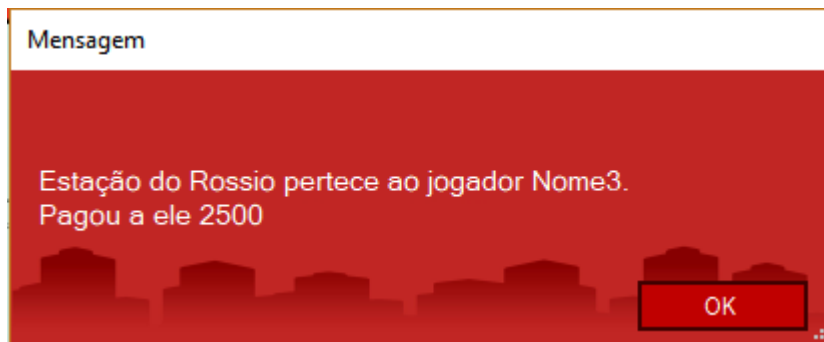 Mensagem
Estação do Rossio pertece ao jogador Nome3.
Pagou a ele 2500
OK